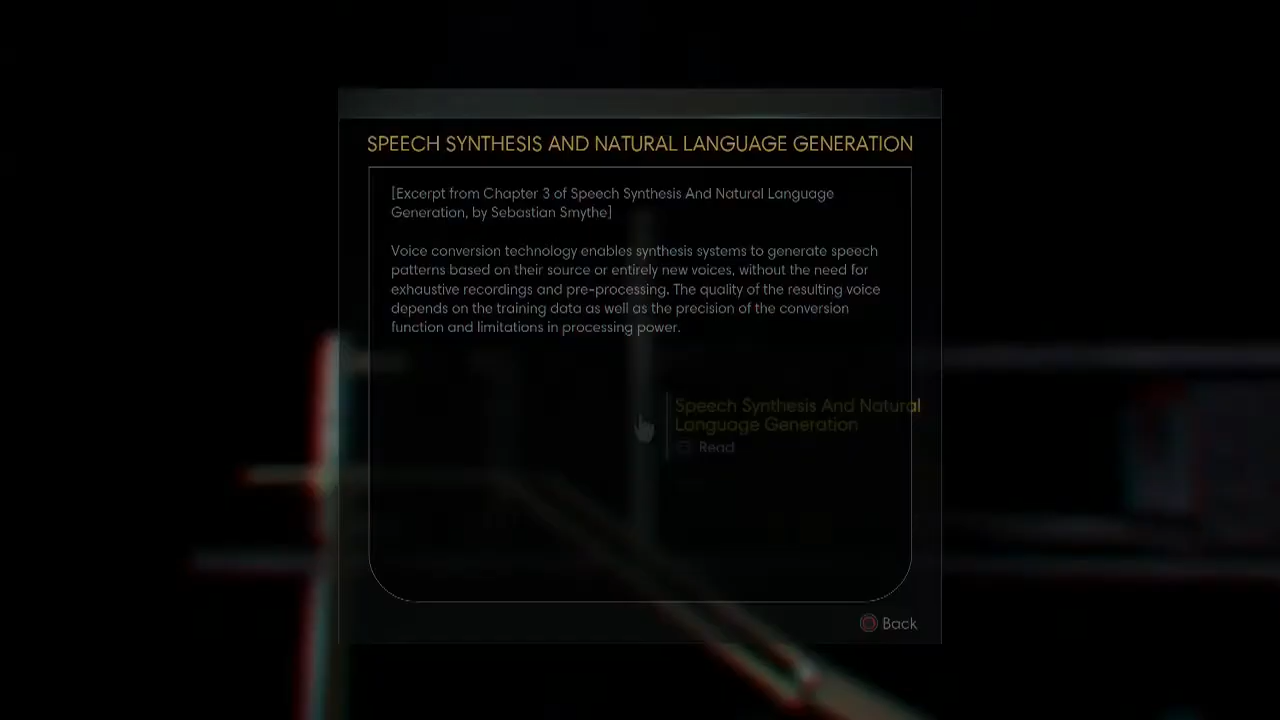 SPEECH SYNTHESIS AND NATURAL LANGUAGE GENERATION
[Excerpt from Chapter 3 of Speech Synthesis And Natural Language
Generation, by Sebastian Smythe]
Voice conversion technology enables synthesis systems to generate speech
patterns based on their source or entirely new voices, without the need for
exhaustive recordings and pre-processing. The quality of the resulting voice
depends on the training data as well as the precision of the conversion
function and limitations in processing power.
Speech Synthesis And Natural
Language Generation
Read
Back